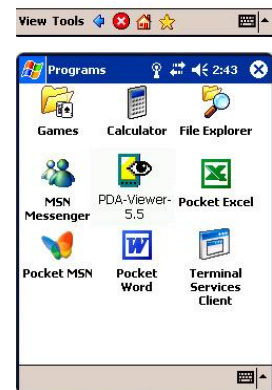 View Tools
Programs 2:43
Games Calculator File Explorer
MSN Messenger PDA-Viewer-5.5 Pocket Excel
Pocket MSN Pocket Word Terminal Services Client